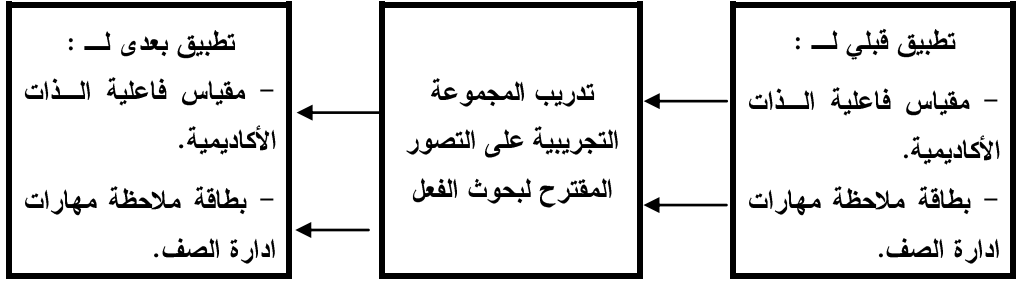 تطبيق قبلي لـــ :
- مقياس فاعلية الـــذات
الأكاديمية.
- بطاقة ملاحظة مهارات
ادارة الصف.
تدريب المجموعة
التجريبية على التصور
المقترح لبحوث الفعل
تطبيق بعدى لـــ :
- مقياس فاعلية الـــذات
الأكاديمية.
- بطاقة ملاحظة مهارات
ادارة الصف.